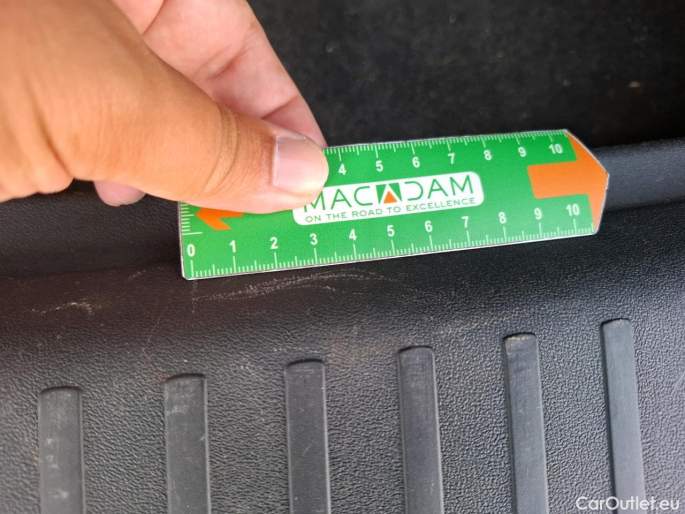 4 5 6 7 8 9 10
MACADAM
ON THE ROAD TO EXCELLENCE
0 1 2 3 4 5 6 7 8 9 10
CarOutlet.eu